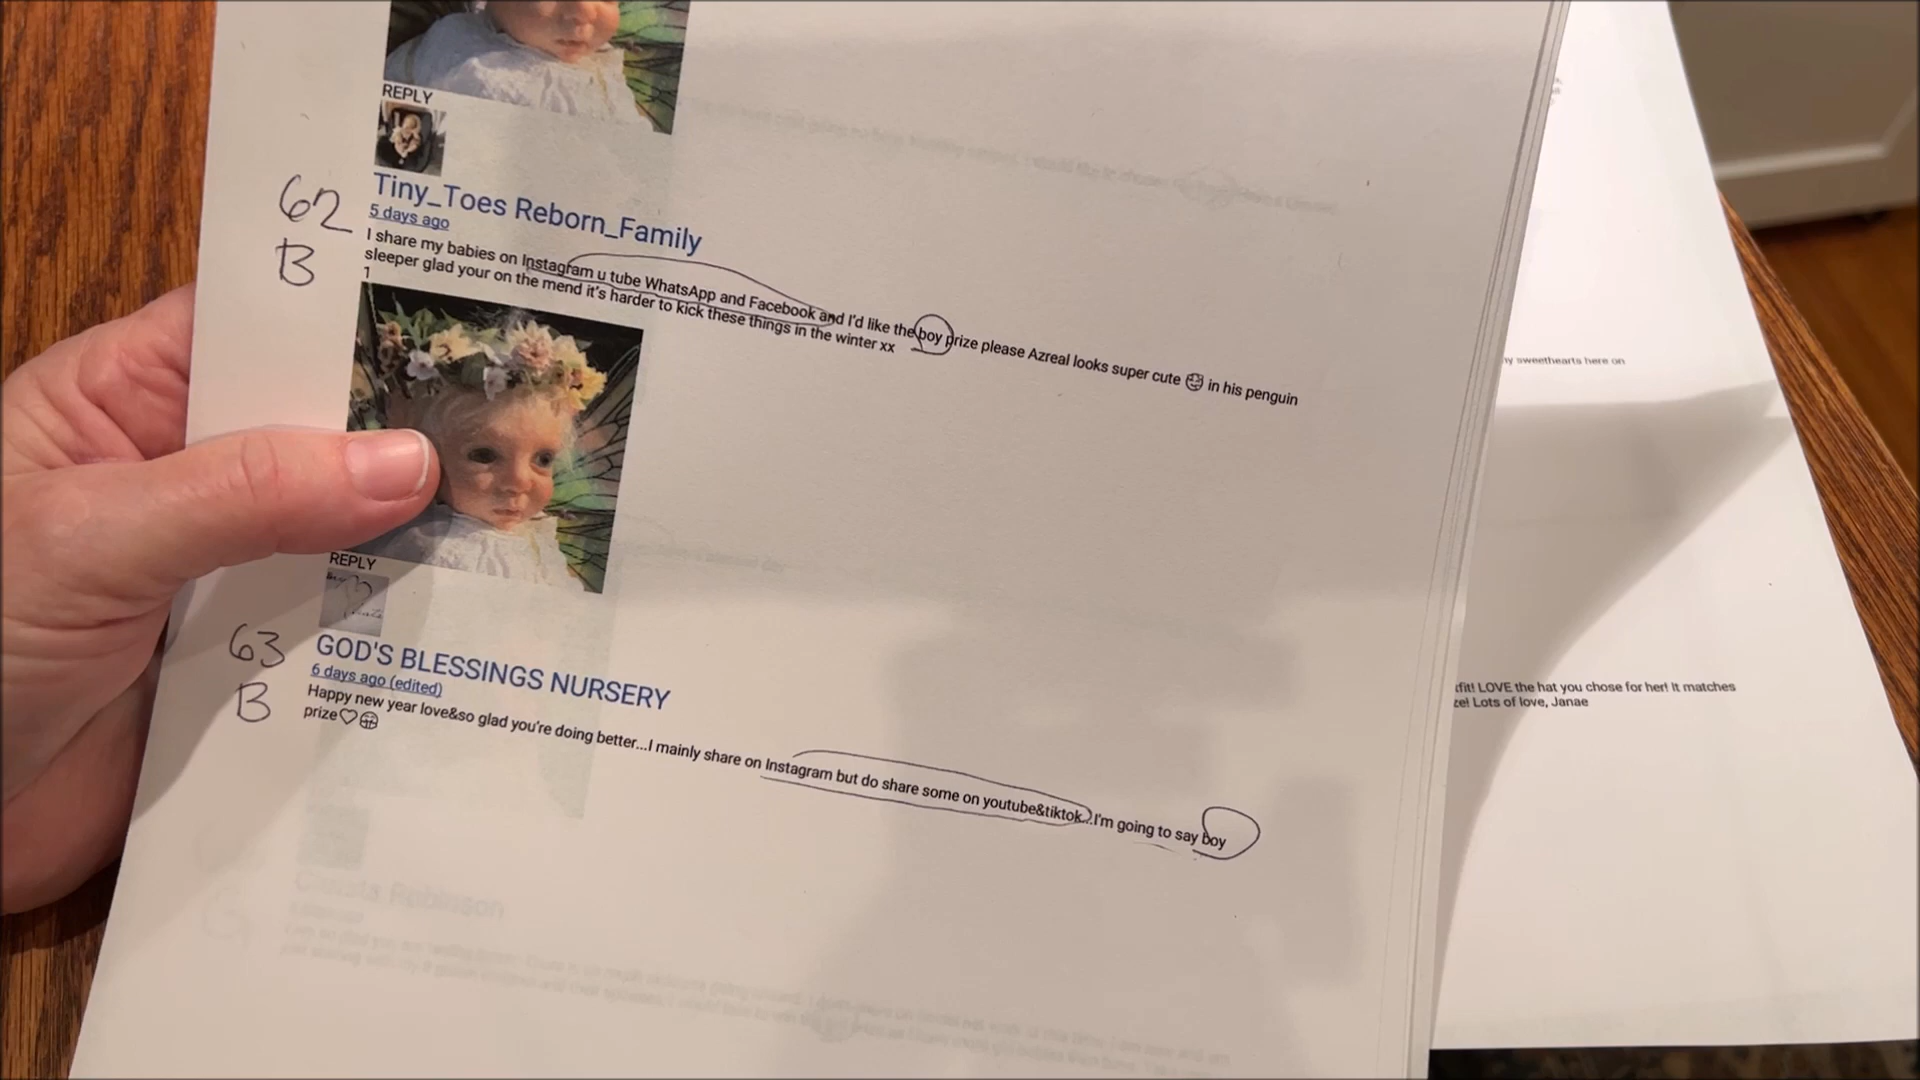 REPLY
62
B
Tiny_Toes Reborn_Family
5 days ago
I share my babies on Instagram u tube WhatsApp and Facebook and I'd like the boy prize please Azreal looks super cute 😊 in his penguin
sleeper glad your on the mend it's harder to kick these things in the winter xx
1
REPLY
63
B
GOD'S BLESSINGS NURSERY
6 days ago (edited)
Happy new year love&so glad you're doing better...I mainly share on Instagram but do share some on youtube&tiktok...I'm going to say boy
prize♡😁
my sweethearts here on
LOVE the hat you chose for her! It matches
Lots of love, Janae